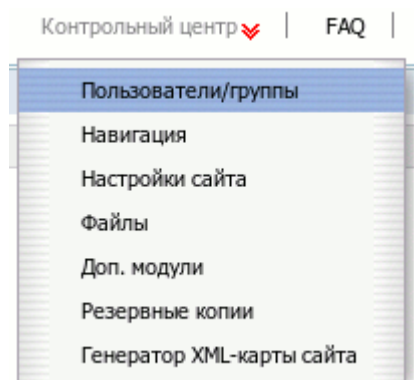 Контрольный центр | FAQ |
Пользователи/группы
Навигация
Настройки сайта
Файлы
Доп. модули
Резервные копии
Генератор XML-карты сайта